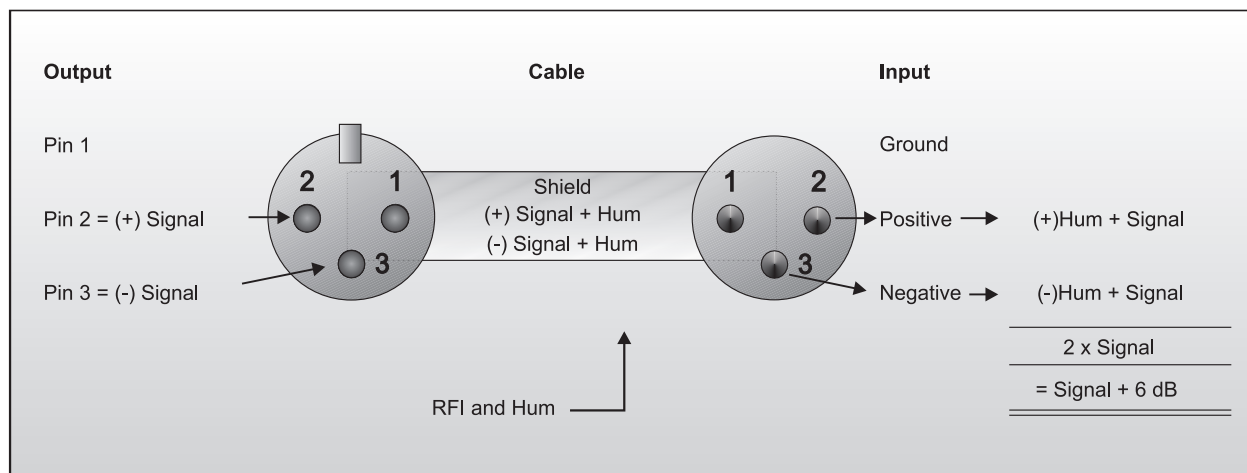 Output Cable Input
Pin 1 Ground
2 1 Shield 1 2
Pin 2 = (+) Signal (+) Signal + Hum Positive (+)Hum + Signal
(-) Signal + Hum
3 3
Pin 3 = (-) Signal Negative (-)Hum + Signal
2 x Signal
= Signal + 6 dB
RFI and Hum